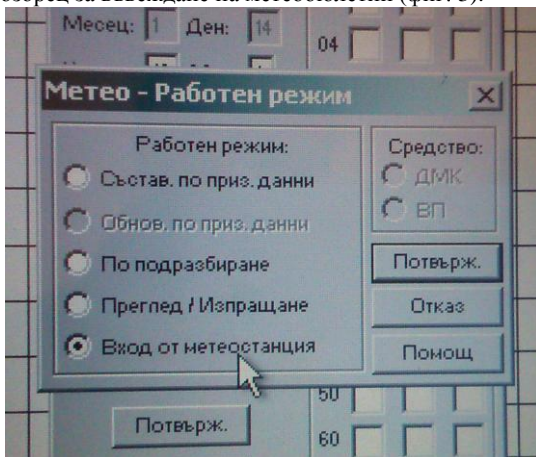 прозорец за въвеждане на метеобюлетин (фиг. 3).
Месец: 1 Ден: 14
04
Метео - Работен режим
Работен режим:
Състав. по приз. данни
Обнов. по приз. данни
По подразбиране
Преглед / Изпращане
Вход от метеостанция
Средство:
ДМК
ВП
Потвърж.
Отказ
Помощ
50
Потвърж.
60